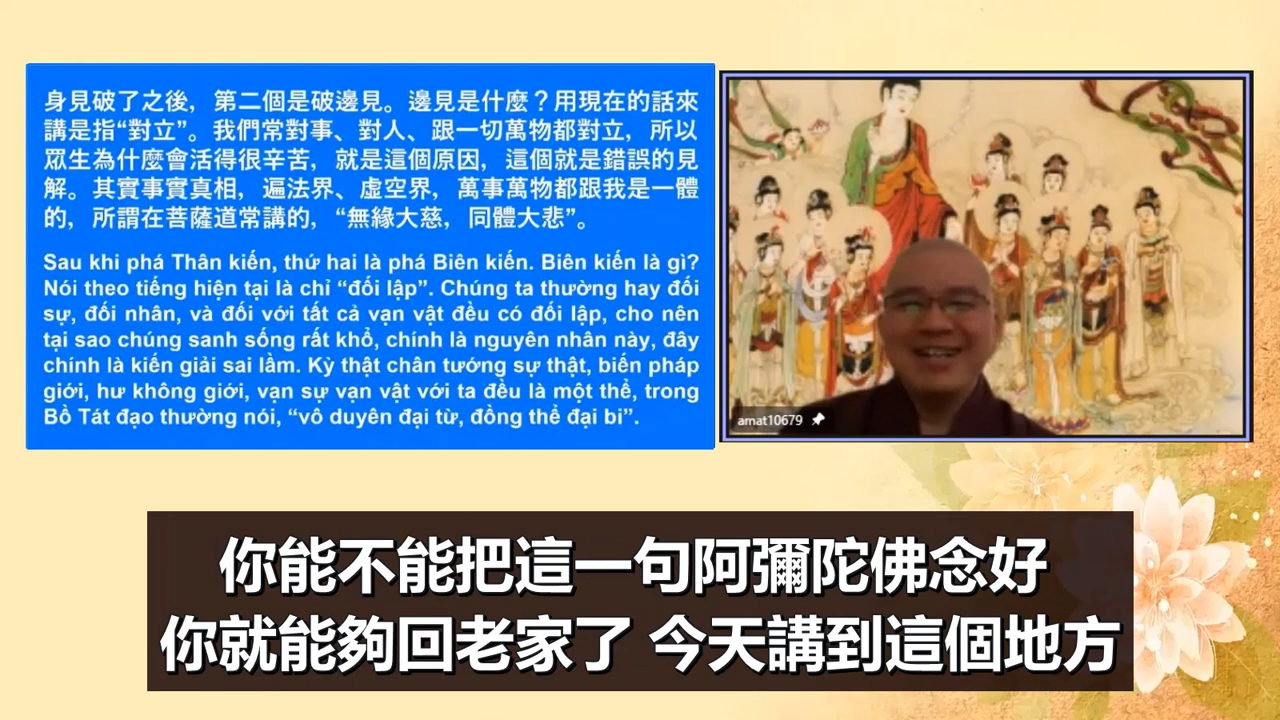 身見破了之後，第二個是破邊見。邊見是什麼？用現在的話來
講是指“對立”。我們常對事、對人、跟一切萬物都對立，所以
眾生為什麼會活得很辛苦，就是這個原因，這個就是錯誤的見
解。其實事實真相，遍法界、虛空界，萬事萬物都跟我是一體
的，所謂在菩薩道常講的，“無緣大慈，同體大悲”。
Sau khi phá Thân kiến, thứ hai là phá Biên kiến. Biên kiến là gì?
Nói theo tiếng hiện tại là chỉ “đối lập”. Chúng ta thường hay đối
sự, đối nhân, và đối với tất cả vạn vật đều có đối lập, cho nên
tại sao chúng sanh sống rất khổ, chính là nguyên nhân này, đây
chính là kiến giải sai lầm. Kỳ thật chân tướng sự thật, biến pháp
giới, hư không giới, vạn sự vạn vật với ta đều là một thể, trong
Bồ Tát đạo thường nói, “vô duyên đại từ, đồng thể đại bi”.
amat10679
你能不能把這一句阿彌陀佛念好
你就能夠回老家了 今天講到這個地方